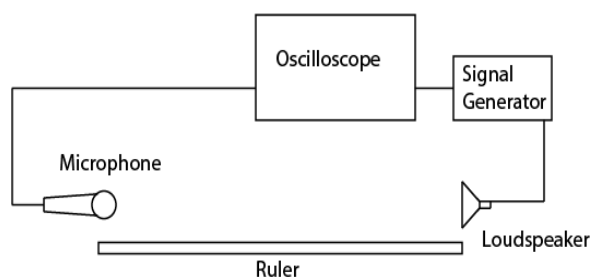 Oscilloscope
Signal
Generator
Microphone
Loudspeaker
Ruler